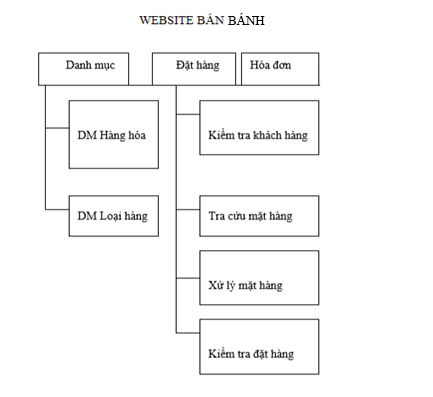 WEBSITE BÁN BÁNH
Danh mục
Đặt hàng
Hóa đơn
DM Hàng hóa
Kiểm tra khách hàng
DM Loại hàng
Tra cứu mặt hàng
Xử lý mặt hàng
Kiểm tra đặt hàng